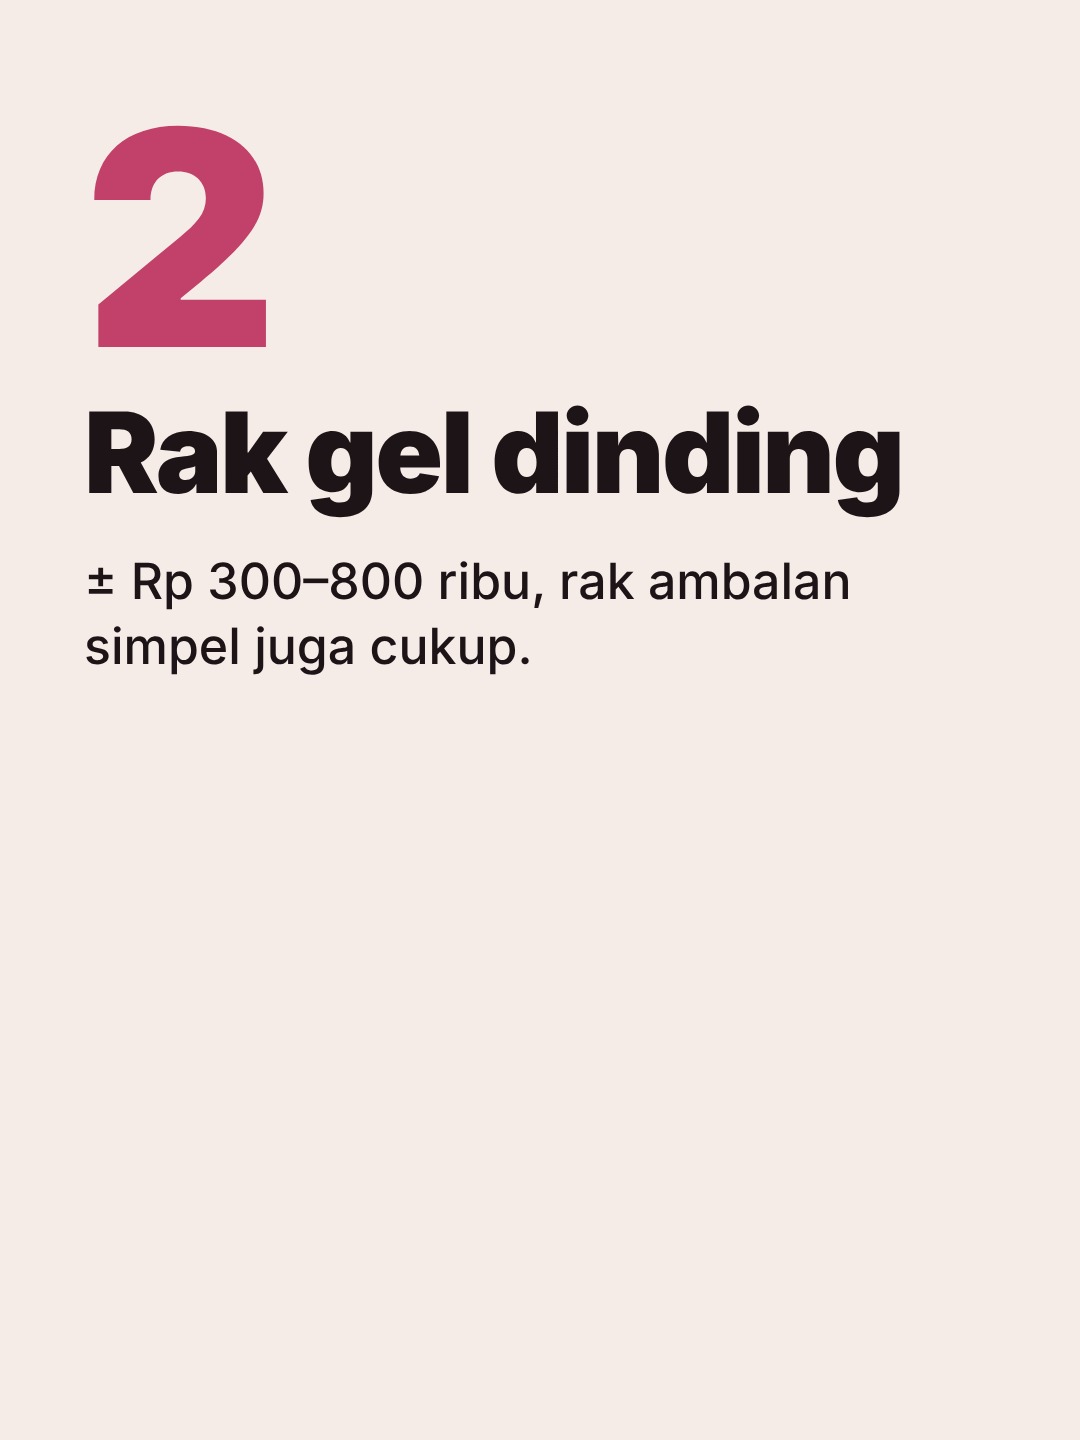 2
Rak gel dinding
± Rp 300–800 ribu, rak ambalan
simpel juga cukup.